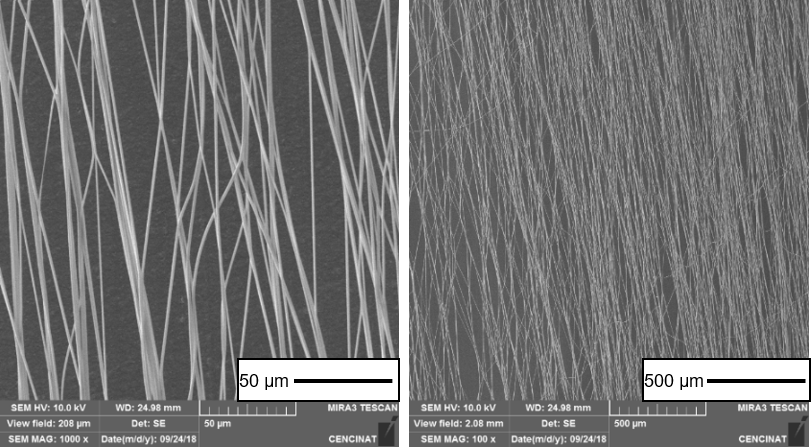 50 µm
SEM HV: 10.0 kV WD: 24.98 mm MIRA3 TESCAN
View field: 208 µm Det: SE 50 µm
SEM MAG: 1000 x Date(m/d/y): 09/24/18 CENCINAT
500 µm
SEM HV: 10.0 kV WD: 24.98 mm MIRA3 TESCAN
View field: 2.08 mm Det: SE 500 µm
SEM MAG: 100 x Date(m/d/y): 09/24/18 CENCINAT